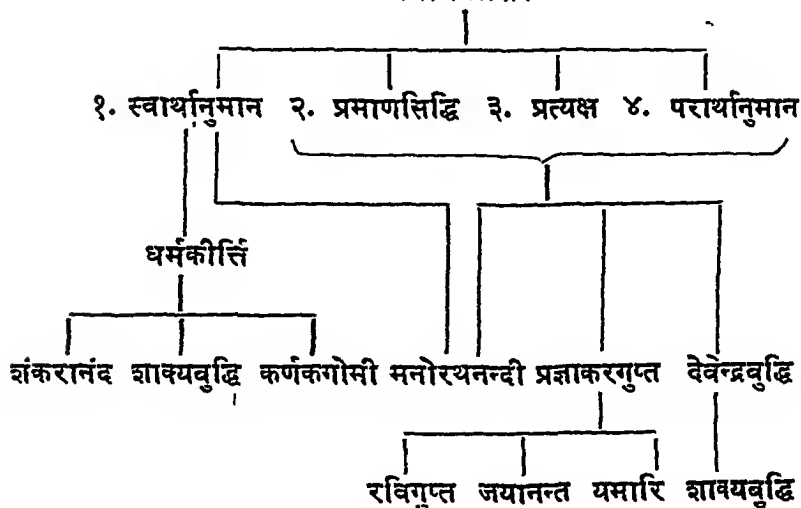 १. स्वार्थानुमान २. प्रमाणसिद्धि ३. प्रत्यक्ष ४. परार्थानुमान
धर्मकीर्त्ति
शंकरानंद शाक्यबुद्धि कर्णकगोमी मनोरथनन्दी प्रज्ञाकरगुप्त देवेन्द्रबुद्धि
रविगुप्त जयानन्त यमारि शाक्यबुद्धि